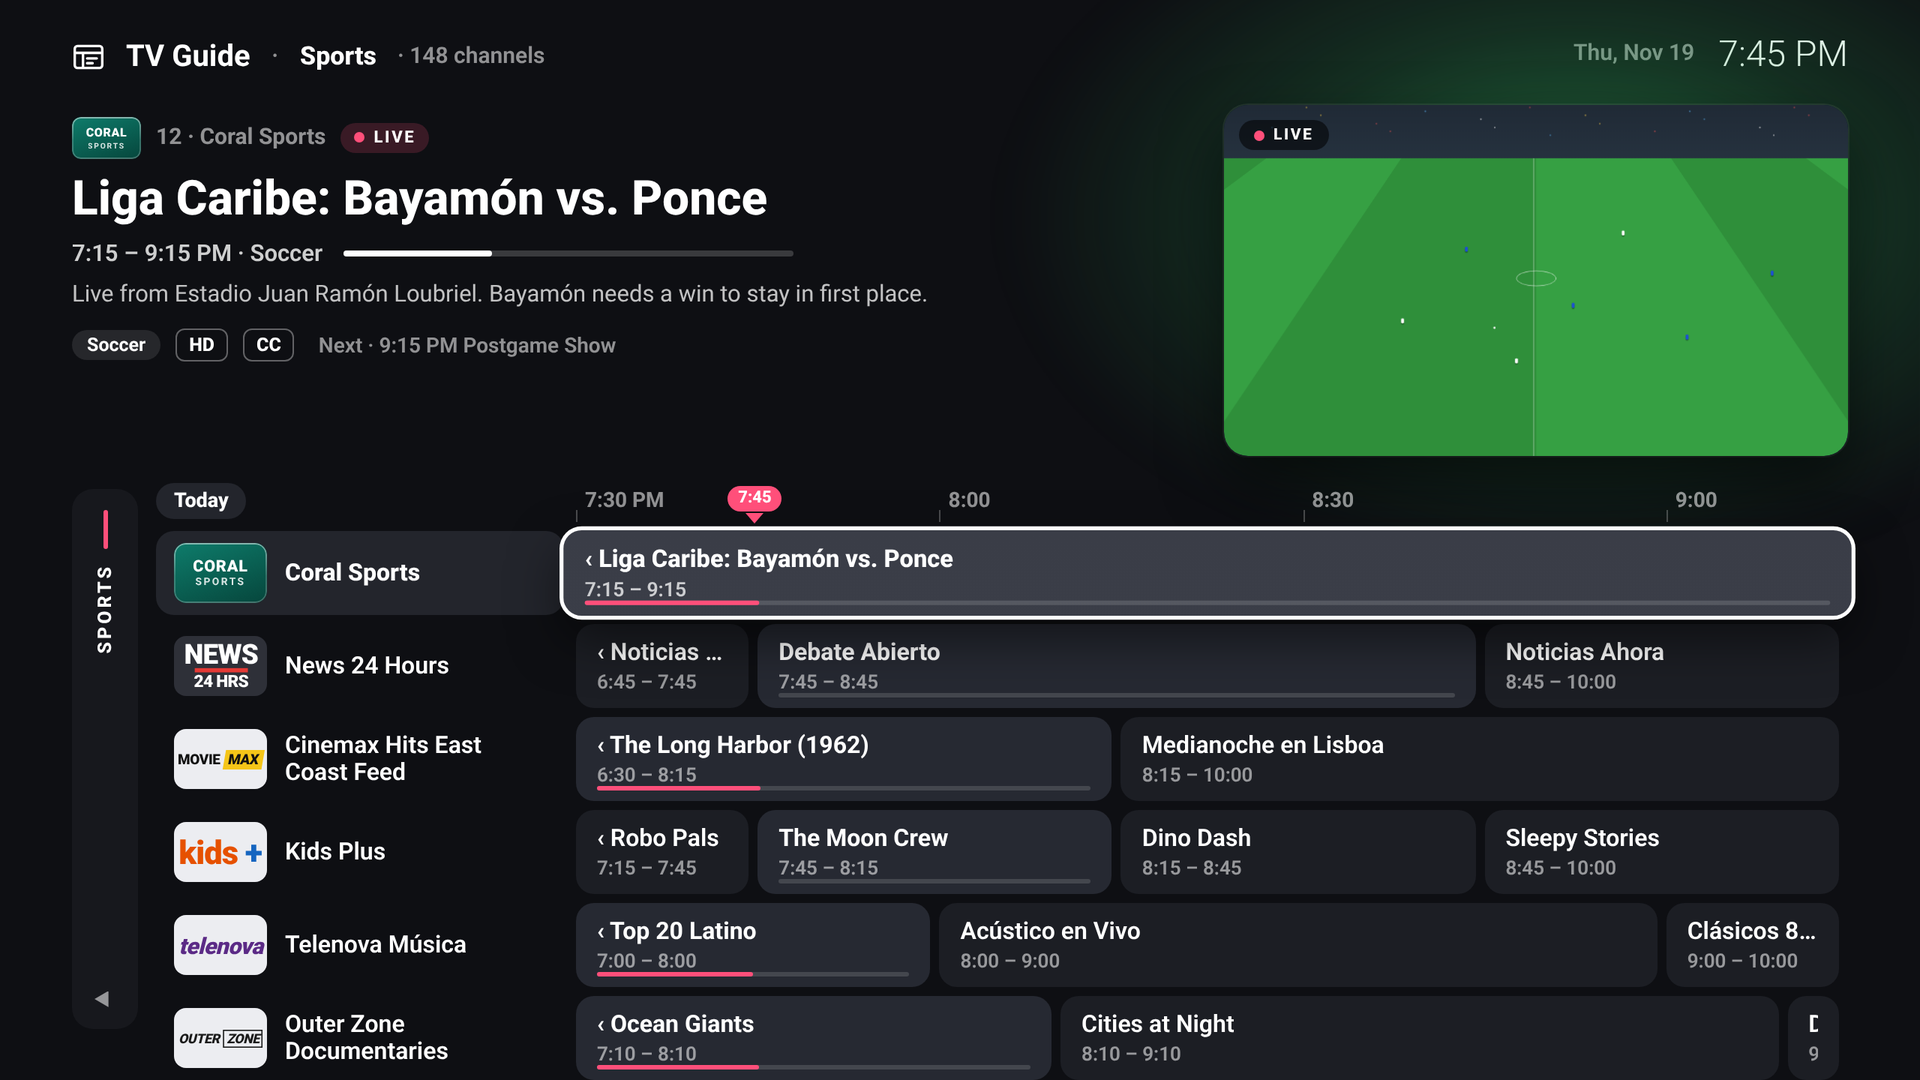 TV Guide · Sports · 148 channels
Thu, Nov 19 7:45 PM
CORAL SPORTS 12 · Coral Sports LIVE
LIVE
Liga Caribe: Bayamón vs. Ponce
7:15 – 9:15 PM · Soccer
Live from Estadio Juan Ramón Loubriel. Bayamón needs a win to stay in first place.
Soccer HD CC Next · 9:15 PM Postgame Show
SPORTS
Today 7:30 PM 7:45 8:00 8:30 9:00
CORAL SPORTS
Coral Sports
‹ Liga Caribe: Bayamón vs. Ponce
7:15 – 9:15
NEWS
24 HRS
News 24 Hours
‹ Noticias ...
6:45 – 7:45
Debate Abierto
7:45 – 8:45
Noticias Ahora
8:45 – 10:00
MOVIE MAX
Cinemax Hits East
Coast Feed
‹ The Long Harbor (1962)
6:30 – 8:15
Medianoche en Lisboa
8:15 – 10:00
kids +
Kids Plus
‹ Robo Pals
7:15 – 7:45
The Moon Crew
7:45 – 8:15
Dino Dash
8:15 – 8:45
Sleepy Stories
8:45 – 10:00
telenova
Telenova Música
‹ Top 20 Latino
7:00 – 8:00
Acústico en Vivo
8:00 – 9:00
Clásicos 8...
9:00 – 10:00
OUTER ZONE
Outer Zone
Documentaries
‹ Ocean Giants
7:10 – 8:10
Cities at Night
8:10 – 9:10
9